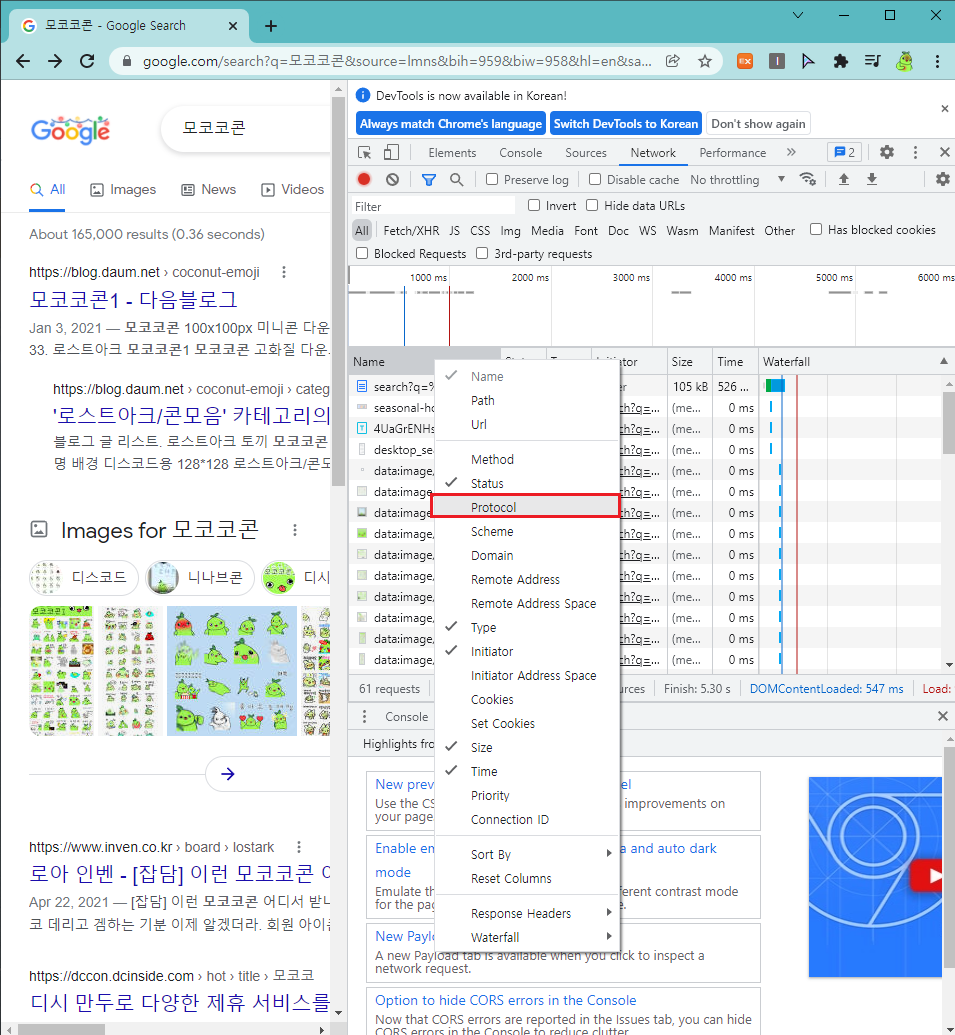 모코코콘 - Google Search
google.com/search?q=모코코콘&source=lmns&bih=959&biw=958&hl=en&sa...
Google
모코코콘
All
Images
News
Videos
About 165,000 results (0.36 seconds)
https://blog.daum.net › coconut-emoji
모코코콘1 - 다음블로그
Jan 3, 2021 — 모코코콘 100x100px 미니콘 다운
33. 로스트아크 모코코콘1 모코코콘 고화질 다운.
https://blog.daum.net › coconut-emoji › categ
'로스트아크/콘모음' 카테고리의
블로그 글 리스트. 로스트아크 토끼 모코코콘
명 배경 디스코드용 128*128 로스트아크/콘모
Images for 모코코콘
디스코드
니나브콘
디시
모코코콘1
https://www.inven.co.kr › board › lostark
로아 인벤 - [잡담] 이런 모코코콘 어
Apr 22, 2021 — [잡담] 이런 모코코콘 어디서 받나
코 데리고 겜하는 기분 이제 알겠더라. 회원 아이콘
https://dccon.dcinside.com › hot › title › 모코코
디시 만두로 다양한 제휴 서비스를
DevTools is now available in Korean!
Always match Chrome's language
Switch DevTools to Korean
Don't show again
Elements
Console
Sources
Network
Performance
2
Preserve log
Disable cache
No throttling
Filter
Invert
Hide data URLs
All
Fetch/XHR
JS
CSS
Img
Media
Font
Doc
WS
Wasm
Manifest
Other
Has blocked cookies
Blocked Requests
3rd-party requests
1000 ms
2000 ms
3000 ms
4000 ms
5000 ms
6000 ms
Name
Size
Time
Waterfall
search?q=%
105 kB
526 ...
seasonal-ho
ch?q=...
(me...
0 ms
4UaGrENHs
ch?q=...
(me...
0 ms
desktop_se
ch?q=...
(me...
0 ms
data:image,
ch?q=...
(me...
0 ms
data:image,
ch?q=...
(me...
0 ms
data:image,
ch?q=...
(me...
0 ms
data:image,
ch?q=...
(me...
0 ms
data:image,
ch?q=...
(me...
0 ms
data:image,
ch?q=...
(me...
0 ms
data:image,
ch?q=...
(me...
0 ms
data:image,
ch?q=...
(me...
0 ms
data:image,
ch?q=...
(me...
0 ms
data:image,
ch?q=...
(me...
0 ms
Name
Path
Url
Method
Status
Protocol
Scheme
Domain
Remote Address
Remote Address Space
Type
Initiator
Initiator Address Space
Cookies
Set Cookies
Size
Time
Priority
Connection ID
Sort By
Reset Columns
Response Headers
Waterfall
61 requests
urces
Finish: 5.30 s
DOMContentLoaded: 547 ms
Load:
Console
Highlights fro
New prev
el
Use the CS
improvements on
your page.
Enable em
a and auto dark
mode
Emulate th
ferent contrast mode
for the pag
New Paylo
A new Payload tab is available when you click to inspect a
network request.
Option to hide CORS errors in the Console
Now that CORS errors are reported in the Issues tab, you can hide
CORS errors in the Console to reduce clutter.